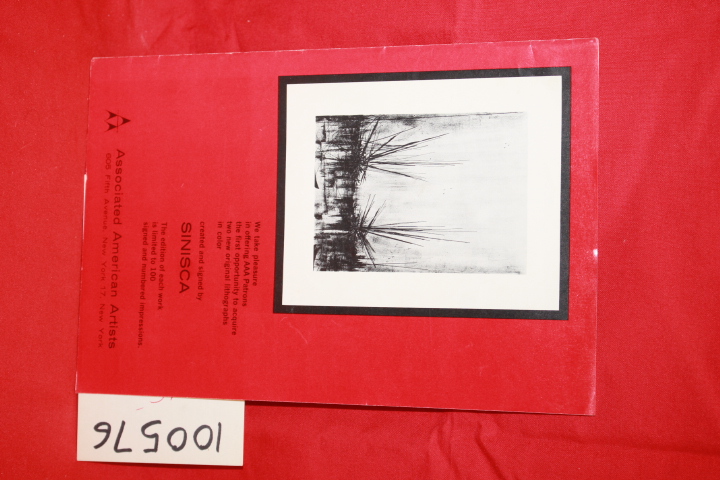 We take pleasure
in offering AAA Patrons
the first opportunity to acquire
two new original lithographs
in color
created and signed by
SINISCA
The edition of each work
is limited to 100
signed and numbered impressions.
AAA
Associated American Artists
605 Fifth Avenue, New York 17, New York
100576